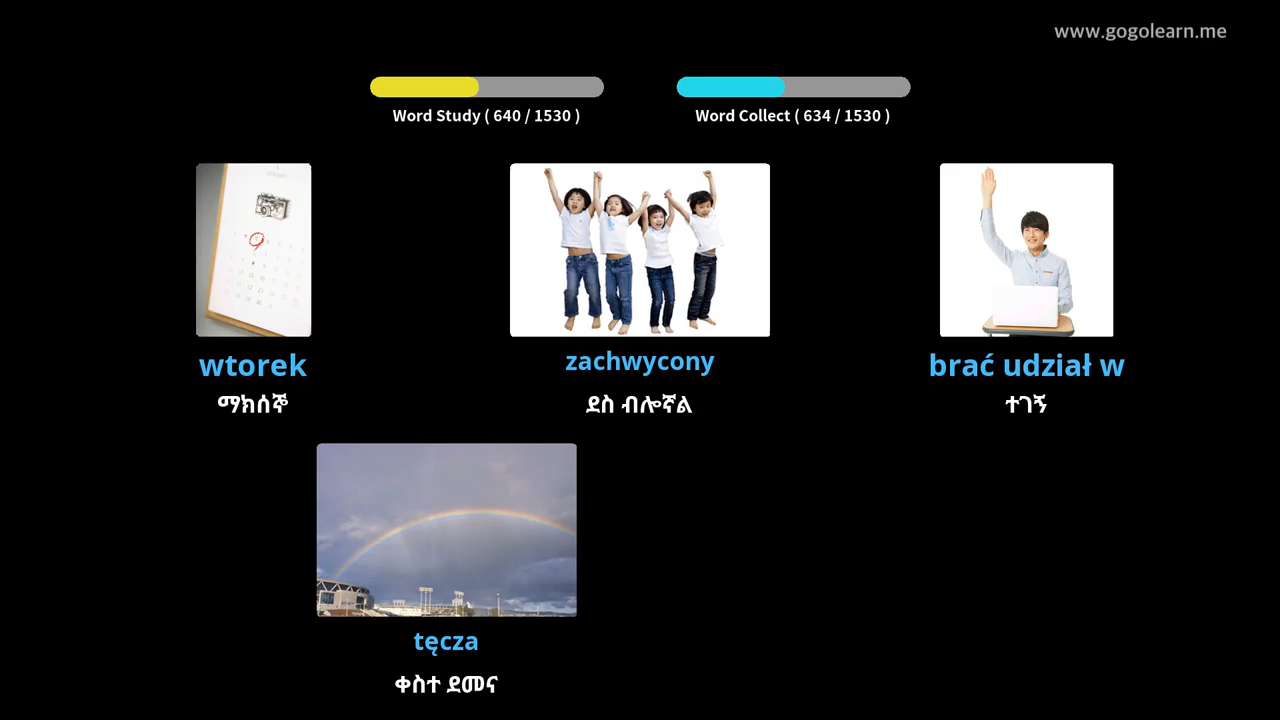 www.gogolearn.me
Word Study ( 640 / 1530 )
Word Collect ( 634 / 1530 )
wtorek
ማክሰኞ
zachwycony
ደስ ብሎኛል
brać udział w
ተገኝ
tęcza
ቀስተ ደመና